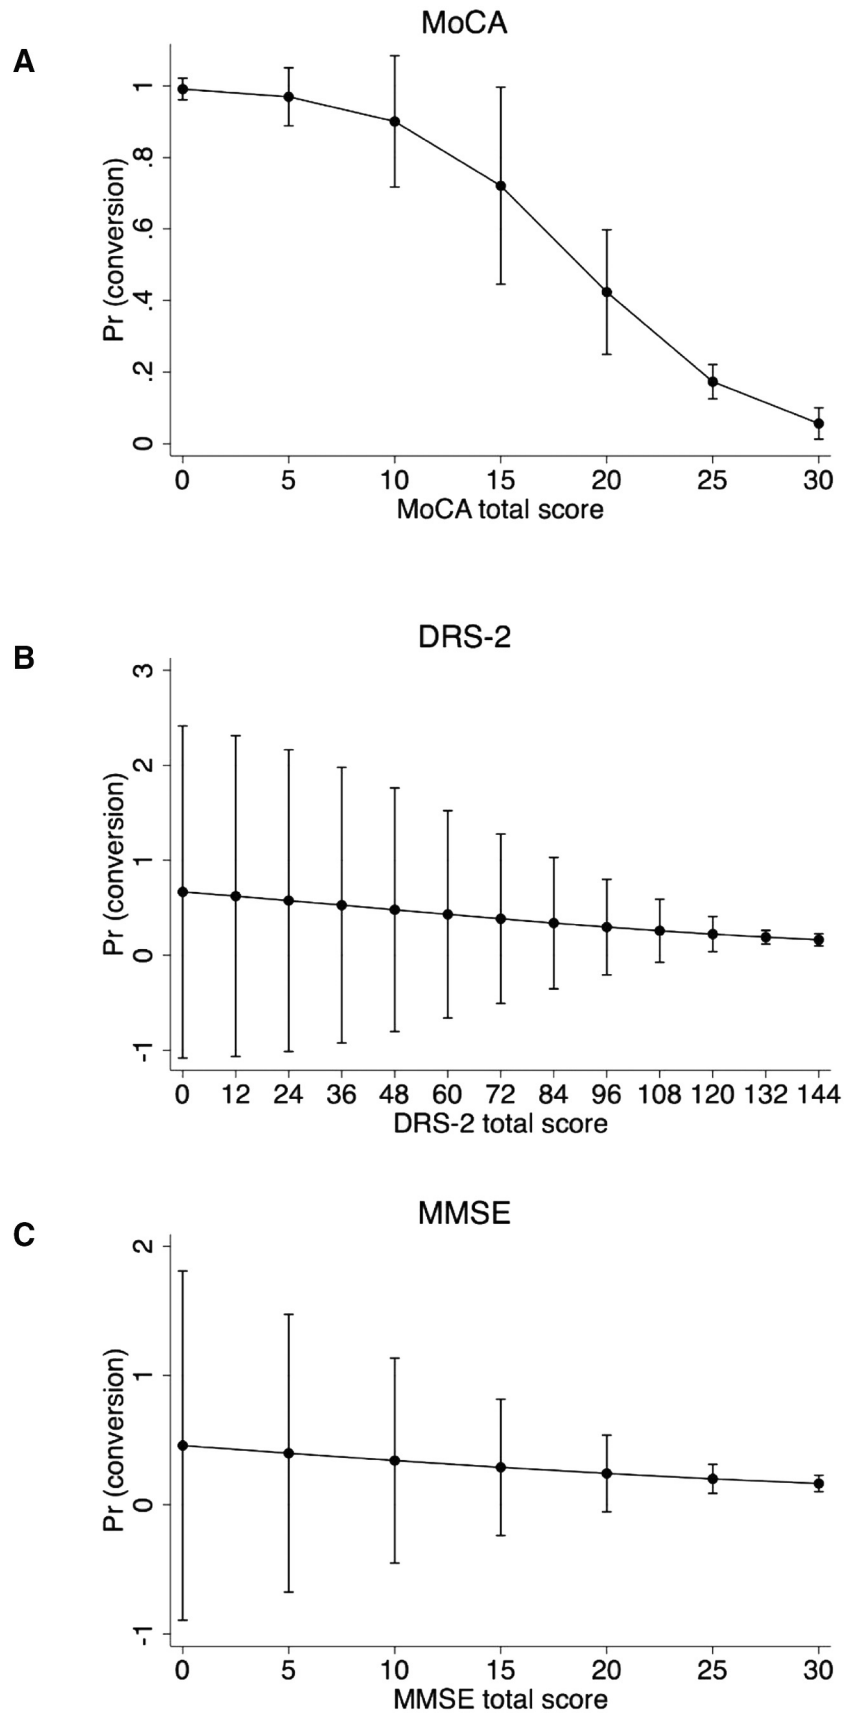 A
MoCA
Pr (conversion)
1
.8
.6
.4
.2
0
0 5 10 15 20 25 30
MoCA total score
B
DRS-2
Pr (conversion)
3
2
1
0
-1
0 12 24 36 48 60 72 84 96 108 120 132 144
DRS-2 total score
C
MMSE
Pr (conversion)
2
1
0
-1
0 5 10 15 20 25 30
MMSE total score